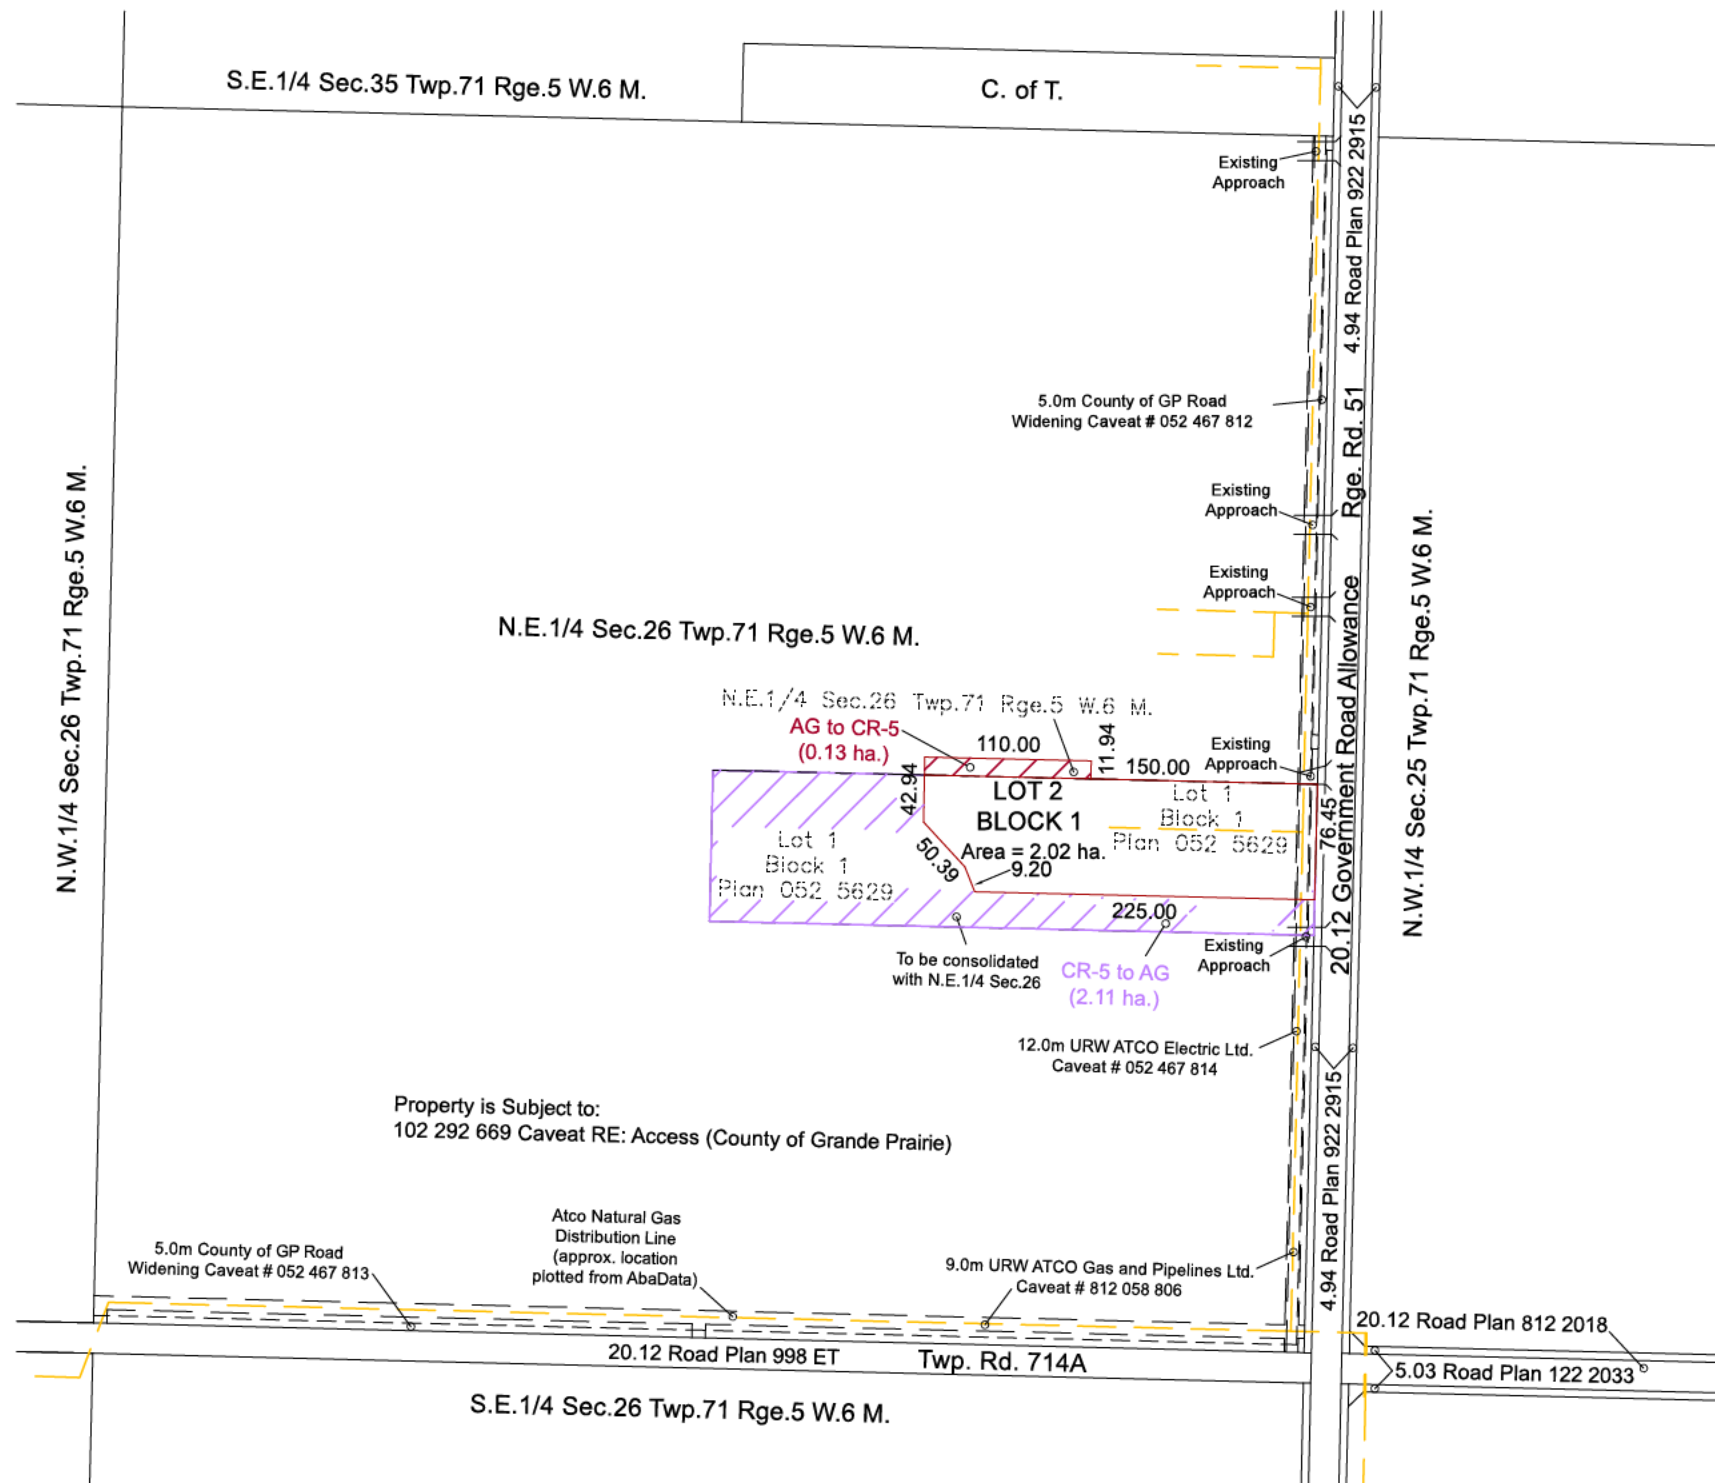 S.E.1/4 Sec.35 Twp.71 Rge.5 W.6 M.
C. of T.
4.94 Road Plan 922 2915
Existing
Approach
5.0m County of GP Road
Widening Caveat # 052 467 812
Rge. Rd. 51
Existing
Approach
Existing
Approach
N.W.1/4 Sec.26 Twp.71 Rge.5 W.6 M.
N.E.1/4 Sec.26 Twp.71 Rge.5 W.6 M.
N.W.1/4 Sec.25 Twp.71 Rge.5 W.6 M.
20.12 Government Road Allowance
N.E.1/4 Sec.26 Twp.71 Rge.5 W.6 M.
AG to CR-5
(0.13 ha.)
110.00
11.94
150.00
Existing
Approach
42.94
LOT 2
BLOCK 1
Area = 2.02 ha.
Lot 1
Block 1
Plan 052 5629
76.45
Lot 1
Block 1
Plan 052 5629
50.39
9.20
225.00
To be consolidated
with N.E.1/4 Sec.26
CR-5 to AG
(2.11 ha.)
Existing
Approach
12.0m URW ATCO Electric Ltd.
Caveat # 052 467 814
Property is Subject to:
102 292 669 Caveat RE: Access (County of Grande Prairie)
4.94 Road Plan 922 2915
Atco Natural Gas
Distribution Line
(approx. location
plotted from AbaData)
5.0m County of GP Road
Widening Caveat # 052 467 813
9.0m URW ATCO Gas and Pipelines Ltd.
Caveat # 812 058 806
20.12 Road Plan 812 2018
5.03 Road Plan 122 2033
20.12 Road Plan 998 ET
Twp. Rd. 714A
S.E.1/4 Sec.26 Twp.71 Rge.5 W.6 M.